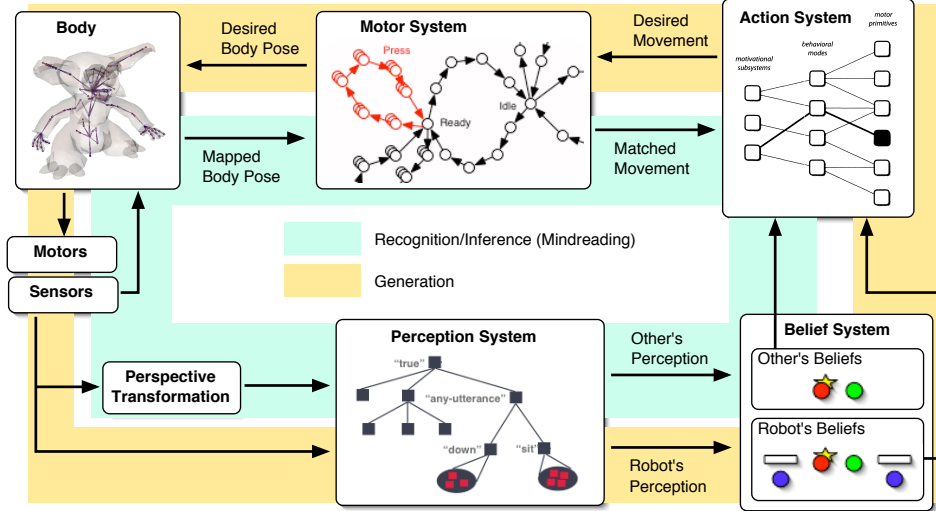 Body
Desired
Body Pose
Motor System
Press
Idle
Ready
Desired
Movement
Action System
motor
primitives
behavioral
modes
motivational
subsystems
Mapped
Body Pose
Matched
Movement
Motors
Sensors
Recognition/Inference (Mindreading)
Generation
Perspective
Transformation
Perception System
“true”
“any-utterance”
“down”
“sit”
Other's
Perception
Robot's
Perception
Belief System
Other's Beliefs
Robot's Beliefs